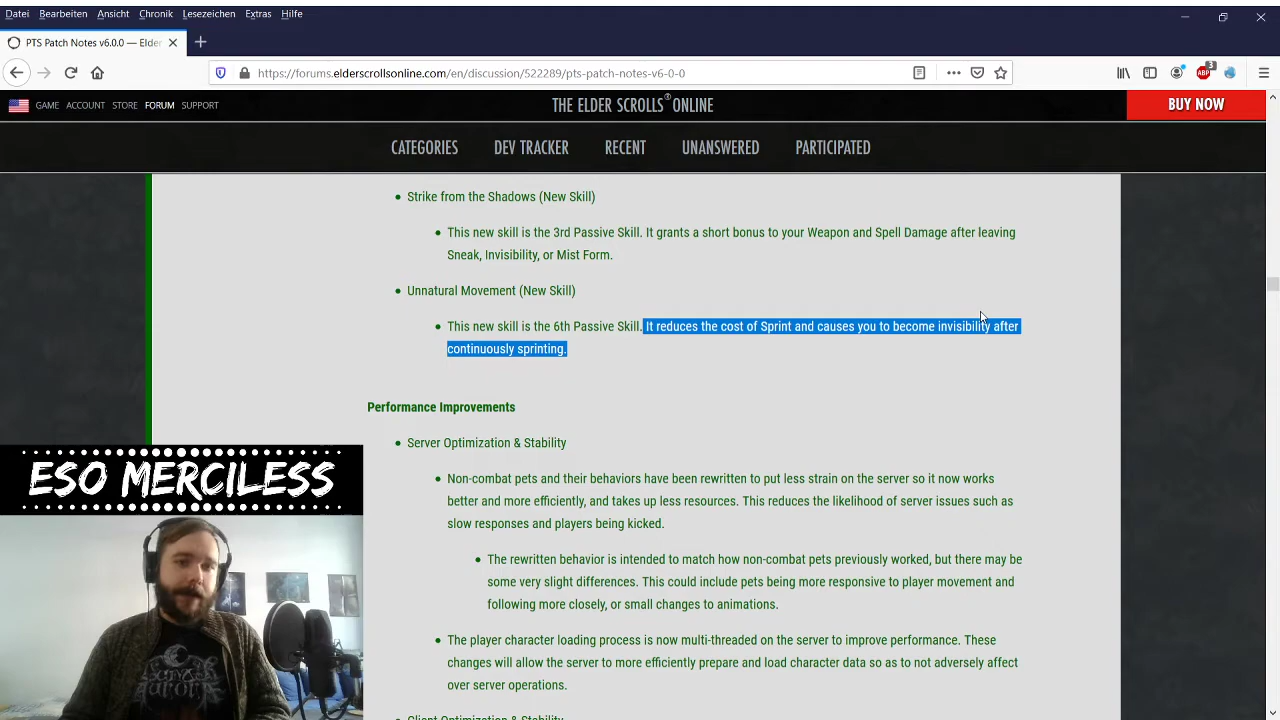 Datei Bearbeiten Ansicht Chronik Lesezeichen Extras Hilfe
PTS Patch Notes v6.0.0 — Elder
https://forums.elderscrollsonline.com/en/discussion/522289/pts-patch-notes-v6-0-0
ABP 3
GAME ACCOUNT STORE FORUM SUPPORT
THE ELDER SCROLLS® ONLINE
BUY NOW
CATEGORIES DEV TRACKER RECENT UNANSWERED PARTICIPATED
• Strike from the Shadows (New Skill)
• This new skill is the 3rd Passive Skill. It grants a short bonus to your Weapon and Spell Damage after leaving
Sneak, Invisibility, or Mist Form.
• Unnatural Movement (New Skill)
• This new skill is the 6th Passive Skill. It reduces the cost of Sprint and causes you to become invisibility after
continuously sprinting.
Performance Improvements
• Server Optimization & Stability
• Non-combat pets and their behaviors have been rewritten to put less strain on the server so it now works
better and more efficiently, and takes up less resources. This reduces the likelihood of server issues such as
slow responses and players being kicked.
• The rewritten behavior is intended to match how non-combat pets previously worked, but there may be
some very slight differences. This could include pets being more responsive to player movement and
following more closely, or small changes to animations.
• The player character loading process is now multi-threaded on the server to improve performance. These
changes will allow the server to more efficiently prepare and load character data so as to not adversely affect
over server operations.
• Client Optimization & Stability
ESO MERCILESS